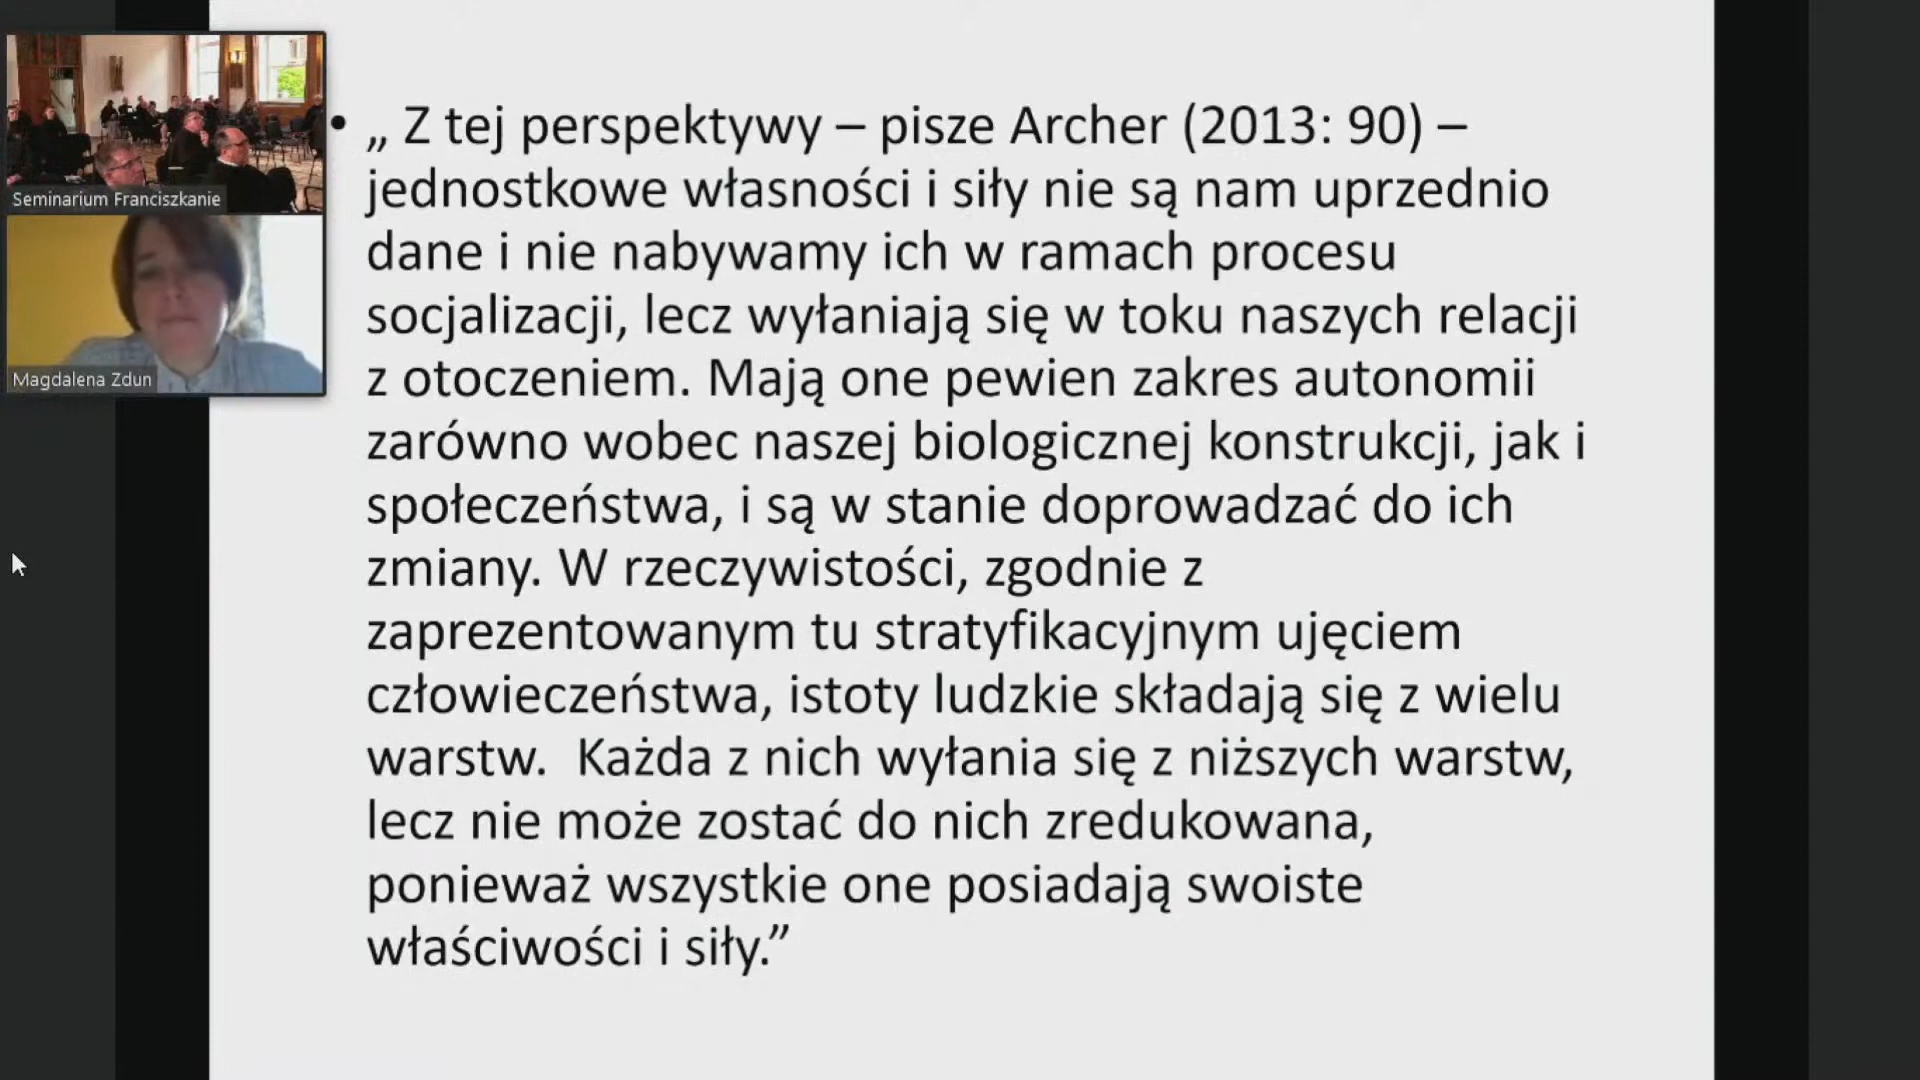 Seminarium Franciszkanie
Magdalena Zdun
• „ Z tej perspektywy – pisze Archer (2013: 90) –
jednostkowe własności i siły nie są nam uprzednio
dane i nie nabywamy ich w ramach procesu
socjalizacji, lecz wyłaniają się w toku naszych relacji
z otoczeniem. Mają one pewien zakres autonomii
zarówno wobec naszej biologicznej konstrukcji, jak i
społeczeństwa, i są w stanie doprowadzać do ich
zmiany. W rzeczywistości, zgodnie z
zaprezentowanym tu stratyfikacyjnym ujęciem
człowieczeństwa, istoty ludzkie składają się z wielu
warstw.  Każda z nich wyłania się z niższych warstw,
lecz nie może zostać do nich zredukowana,
ponieważ wszystkie one posiadają swoiste
właściwości i siły.”